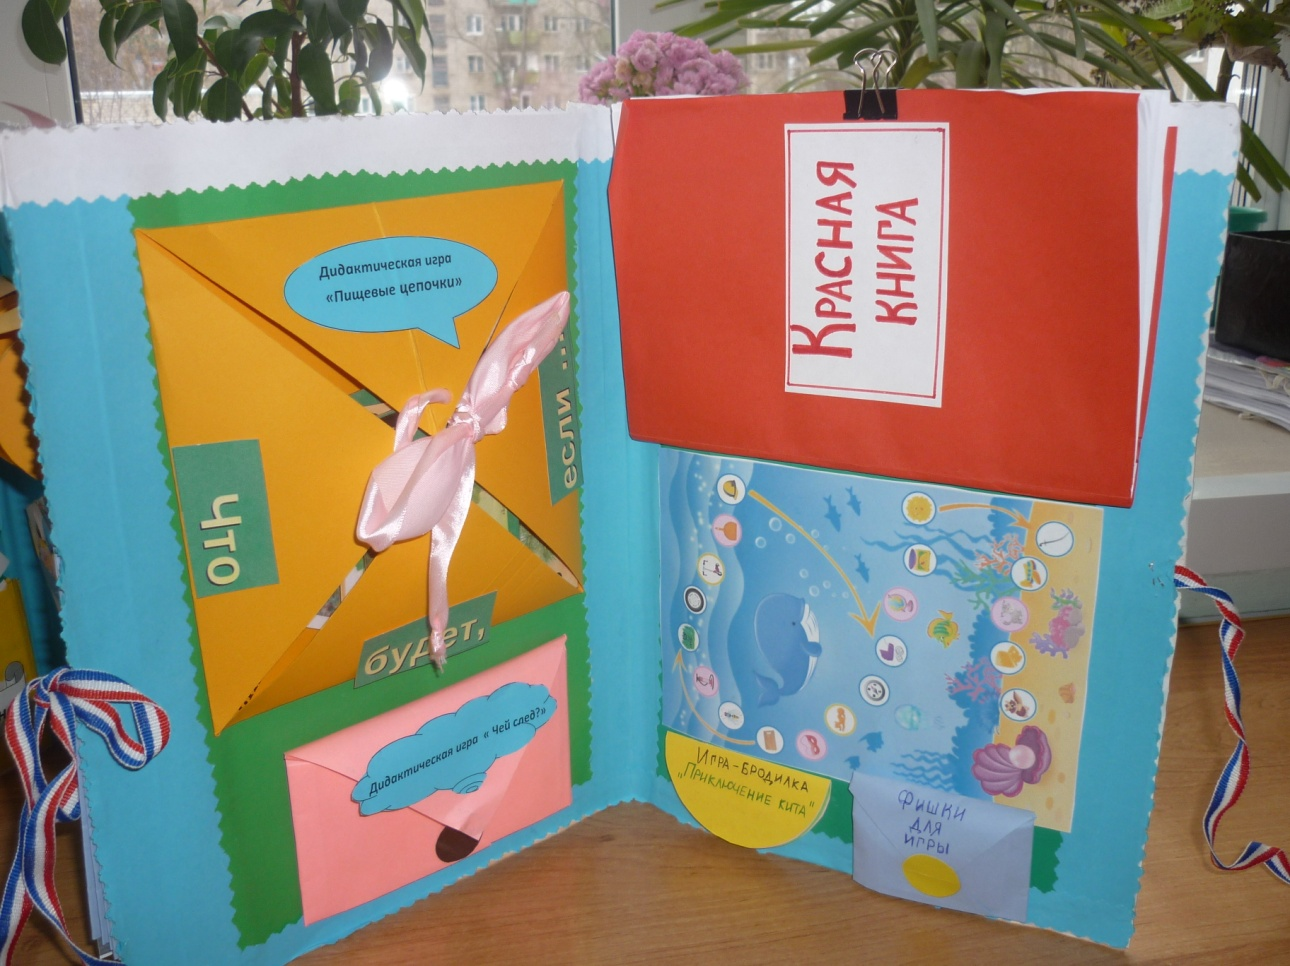 Дидактическая игра
«Пищевые цепочки»
Что
будет,
если ...
Дидактическая игра « Чей след?»
КРАСНАЯ
КНИГА
ИГРА-БРОДИЛКА
"ПРИКЛЮЧЕНИЕ КИТА"
ФИШКИ
ДЛЯ
ИГРЫ